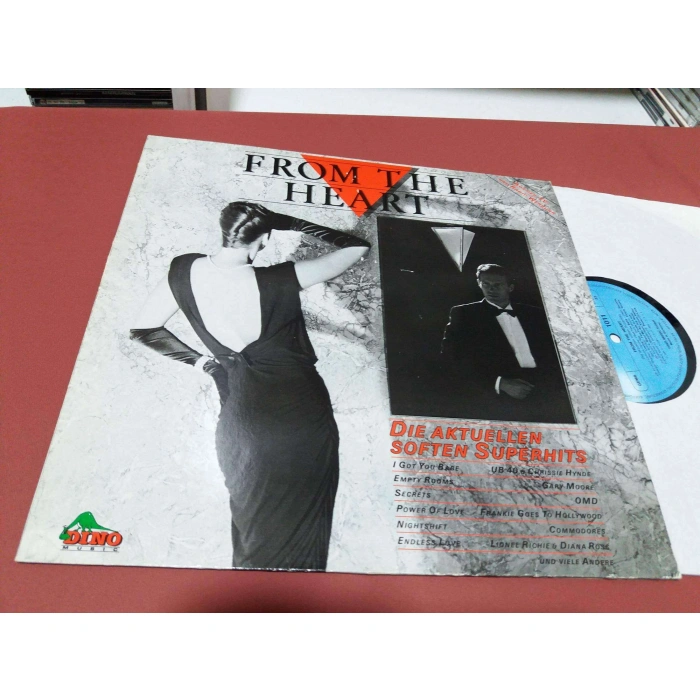 FROM THE
HEART
DIE AKTUELLEN
SOFTEN SUPERHITS
I GOT YOU BABE UB 40 & CHRISSIE HYNDE
EMPTY ROOMS GARY MOORE
SECRETS OMD
POWER OF LOVE FRANKIE GOES TO HOLLYWOOD
NIGHTSHIFT COMMODORES
ENDLESS LOVE LIONEL RICHIE & DIANA ROSS
UND VIELE ANDERE
DINO
MUSIC